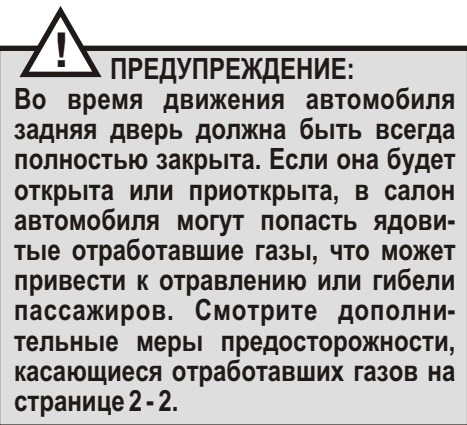 !
ПРЕДУПРЕЖДЕНИЕ:
Во время движения автомобиля
задняя дверь должна быть всегда
полностью закрыта. Если она будет
открыта или приоткрыта, в салон
автомобиля могут попасть ядови-
тые отработавшие газы, что может
привести к отравлению или гибели
пассажиров. Смотрите дополни-
тельные меры предосторожности,
касающиеся отработавших газов на
странице 2 - 2.